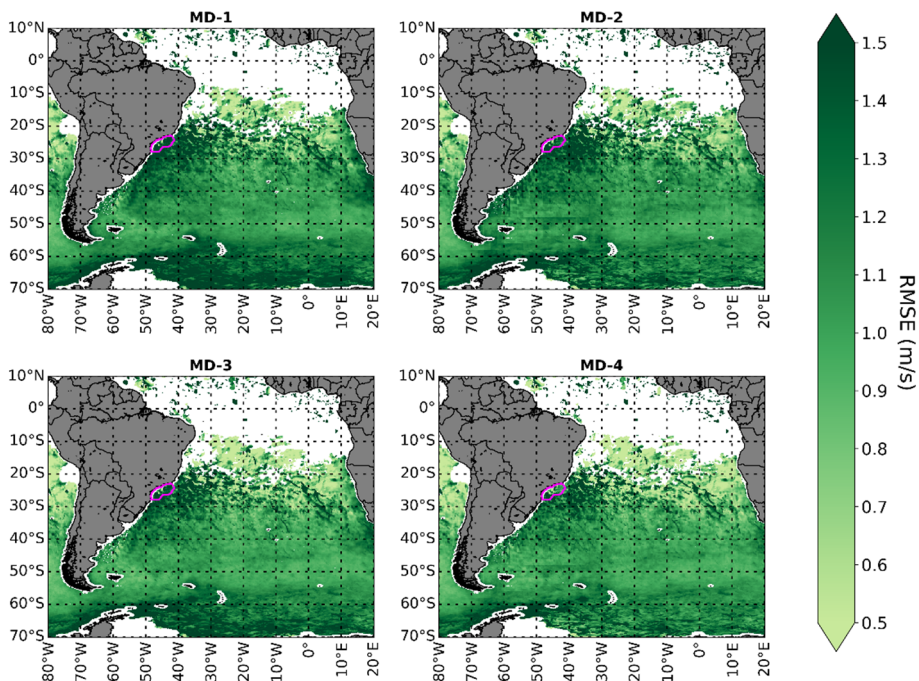 MD-1
MD-2
10°N
0°
10°S
20°S
30°S
40°S
50°S
60°S
70°S
80°W
70°W
60°W
50°W
40°W
30°W
20°W
10°W
0°
10°E
20°E
10°N
0°
10°S
20°S
30°S
40°S
50°S
60°S
70°S
80°W
70°W
60°W
50°W
40°W
30°W
20°W
10°W
0°
10°E
20°E
MD-3
MD-4
10°N
0°
10°S
20°S
30°S
40°S
50°S
60°S
70°S
80°W
70°W
60°W
50°W
40°W
30°W
20°W
10°W
0°
10°E
20°E
10°N
0°
10°S
20°S
30°S
40°S
50°S
60°S
70°S
80°W
70°W
60°W
50°W
40°W
30°W
20°W
10°W
0°
10°E
20°E
1.5
1.4
1.3
1.2
1.1
1.0
0.9
0.8
0.7
0.6
0.5
RMSE (m/s)